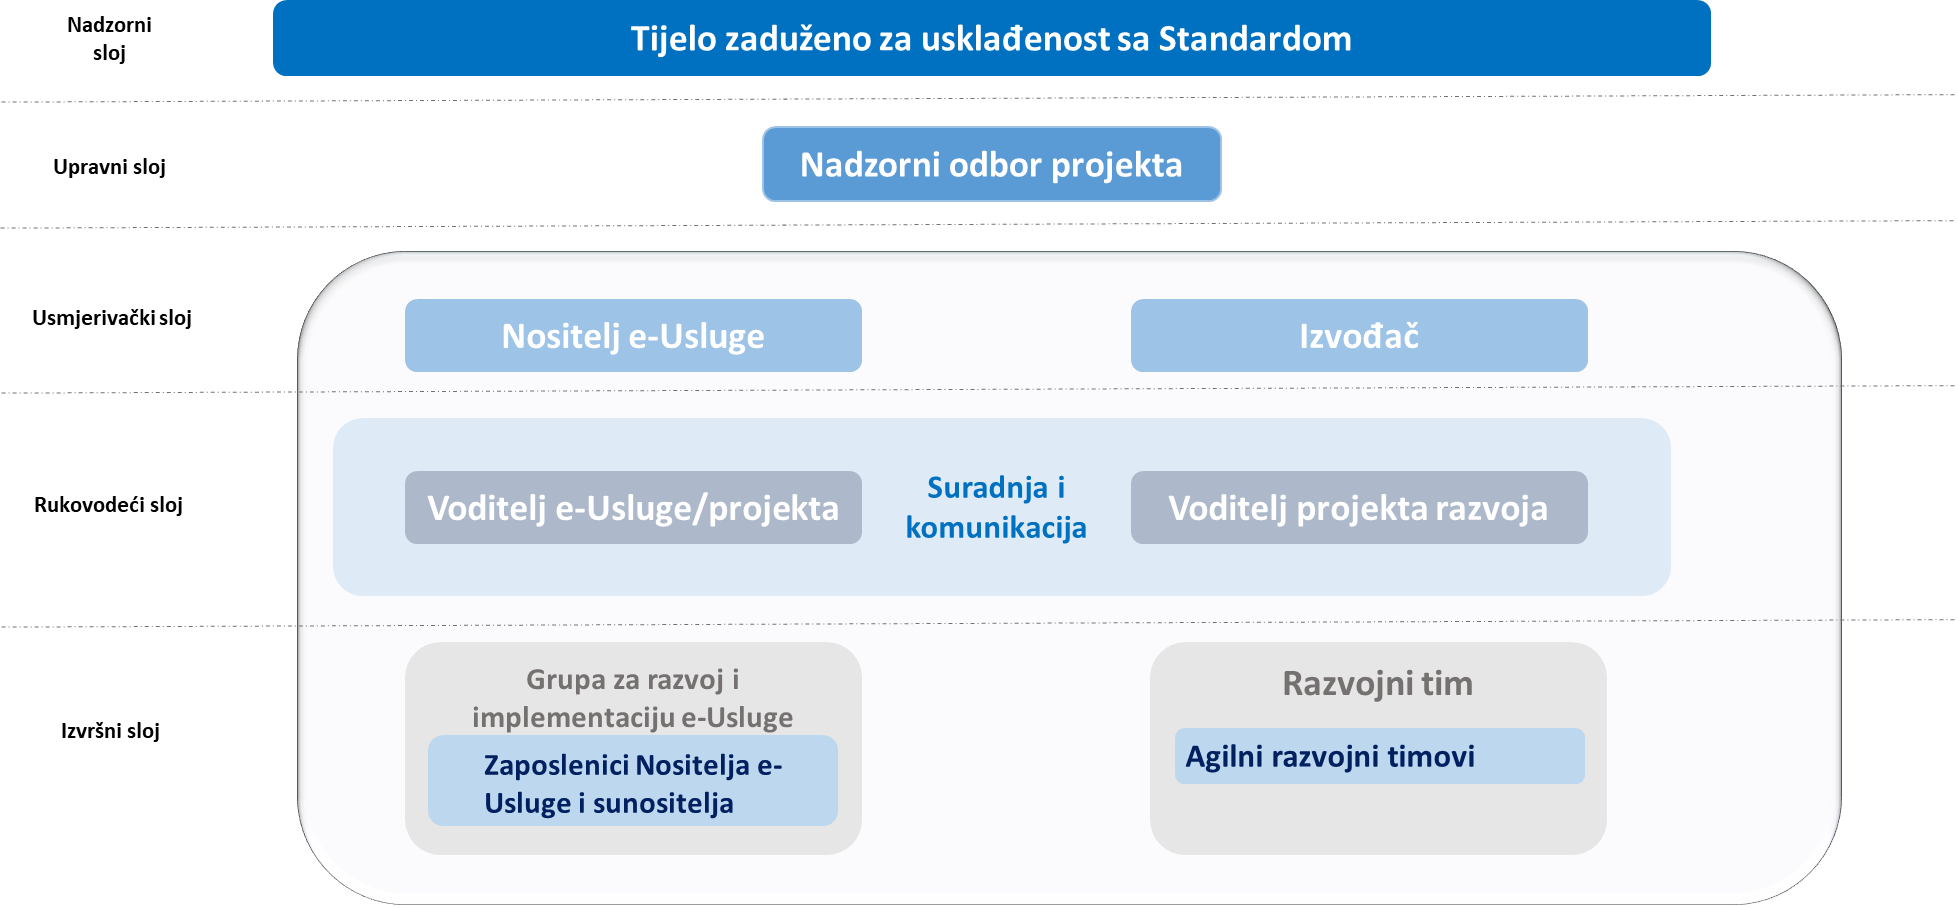 Nadzorni
sloj
Tijelo zaduženo za usklađenost sa Standardom
Upravni sloj
Nadzorni odbor projekta
Usmjerivački sloj
Nositelj e-Usluge
Izvođač
Rukovodeći sloj
Voditelj e-Usluge/projekta
Suradnja i
komunikacija
Voditelj projekta razvoja
Izvršni sloj
Grupa za razvoj i
implementaciju e-Usluge
Zaposlenici Nositelja e-
Usluge i sunositelja
Razvojni tim
Agilni razvojni timovi